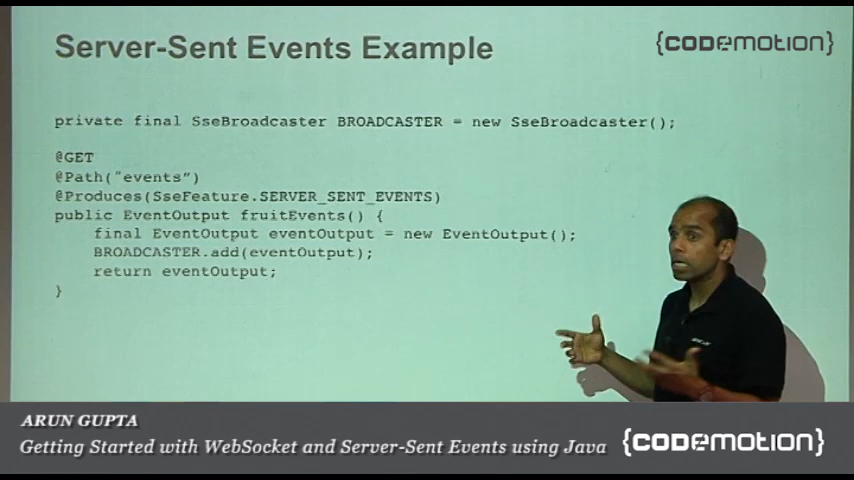 Server-Sent Events Example
{CODEMOTION}
private final SseBroadcaster BROADCASTER = new SseBroadcaster();
@GET
@Path("events")
@Produces(SseFeature.SERVER_SENT_EVENTS)
public EventOutput fruitEvents() {
final EventOutput eventOutput = new EventOutput();
BROADCASTER.add(eventOutput);
return eventOutput;
}
ARUN GUPTA
Getting Started with WebSocket and Server-Sent Events using Java
{CODEMOTION}